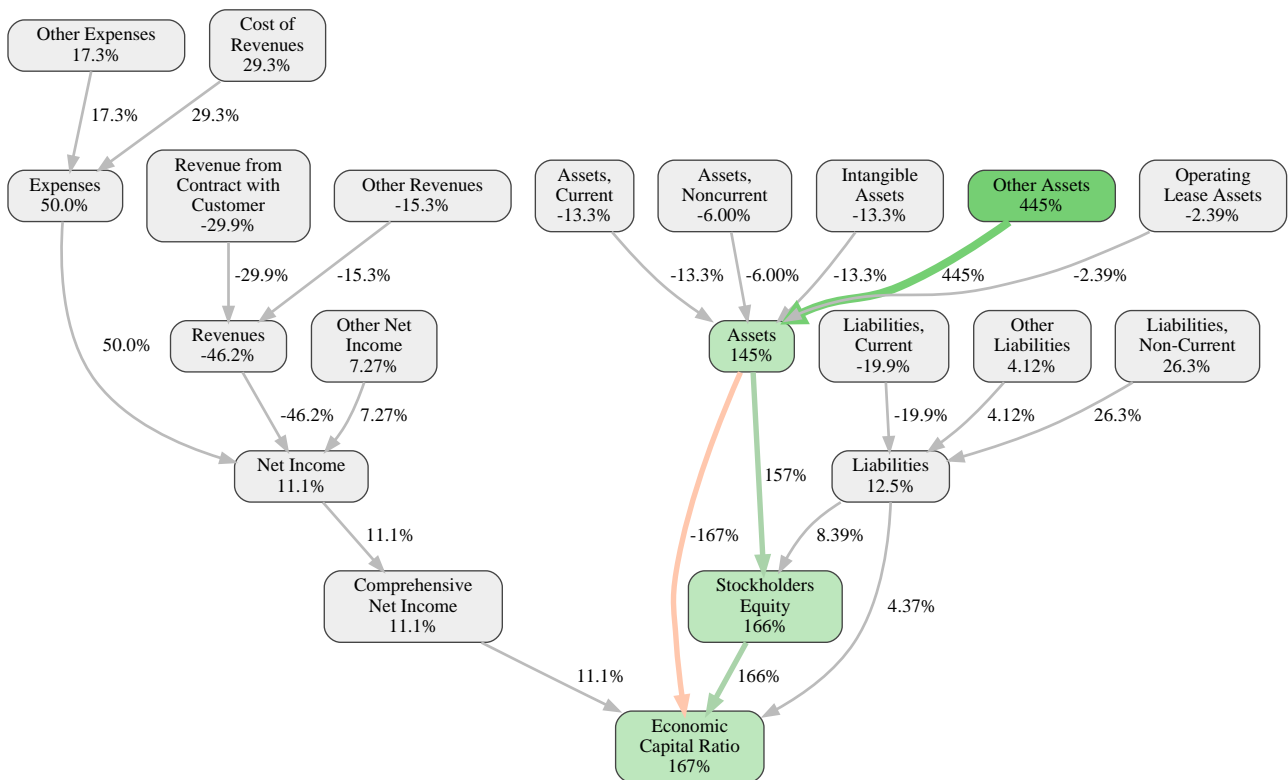 Other Expenses
17.3%
Cost of
Revenues
29.3%
17.3%
29.3%
Expenses
50.0%
Revenue from
Contract with
Customer
-29.9%
Other Revenues
-15.3%
Assets,
Current
-13.3%
Assets,
Noncurrent
-6.00%
Intangible
Assets
-13.3%
Other Assets
445%
Operating
Lease Assets
-2.39%
-29.9%
-15.3%
-13.3%
-6.00%
-13.3%
445%
-2.39%
50.0%
Revenues
-46.2%
Other Net
Income
7.27%
Assets
145%
Liabilities,
Current
-19.9%
Other
Liabilities
4.12%
Liabilities,
Non-Current
26.3%
-46.2%
7.27%
-19.9%
4.12%
26.3%
Net Income
11.1%
157%
Liabilities
12.5%
11.1%
-167%
8.39%
Comprehensive
Net Income
11.1%
Stockholders
Equity
166%
4.37%
11.1%
166%
Economic
Capital Ratio
167%